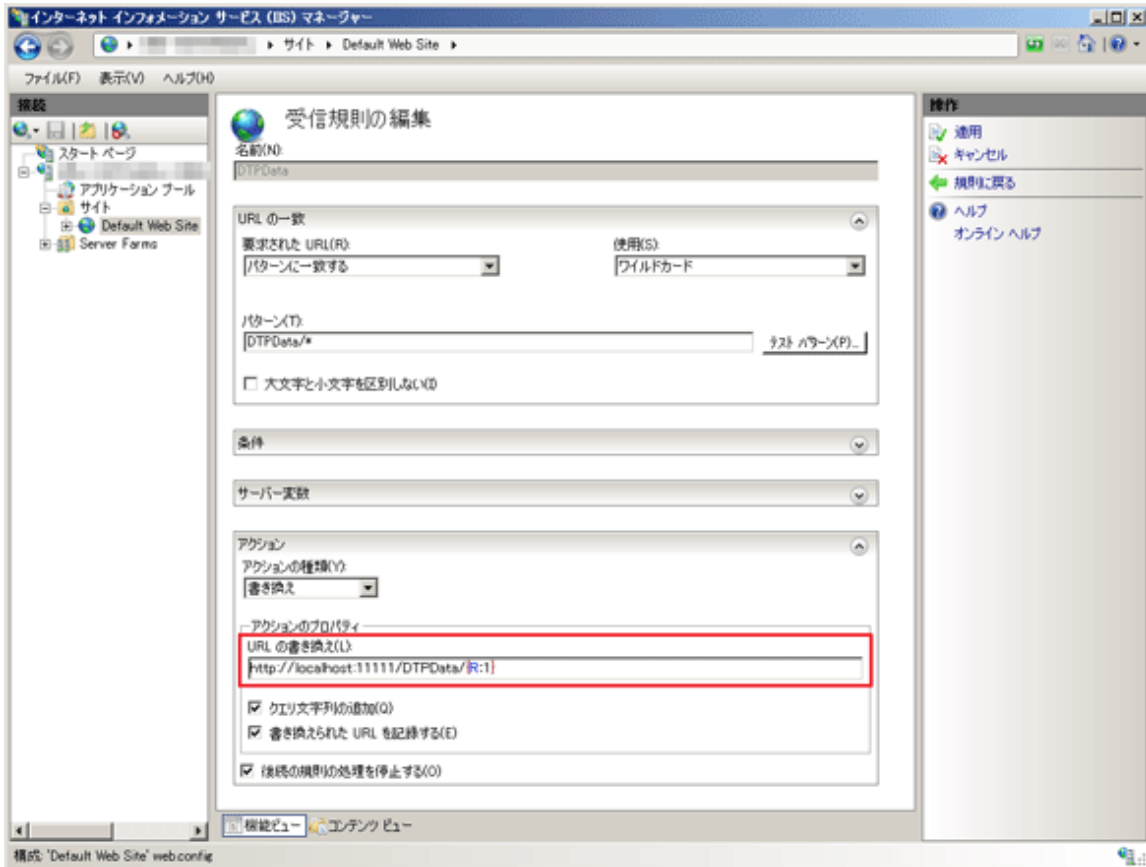 インターネット インフォメーション サービス (IIS) マネージャー
サイト ▸ Default Web Site ▸
ファイル(F) 表示(V) ヘルプ(H)
接続
スタート ページ
アプリケーション プール
サイト
Default Web Site
Server Farms
受信規則の編集
名前(N):
DTPData
URL の一致
要求された URL(R):
使用(S):
パターンに一致する
ワイルドカード
パターン(T):
DTPData/*
テスト パターン(P)...
大文字と小文字を区別しない(I)
条件
サーバー変数
アクション
アクションの種類(Y):
書き換え
アクションのプロパティ
URL の書き換え(L):
http://localhost:11111/DTPData/{R:1}
クエリ文字列の追加(Q)
書き換えられた URL を記録する(E)
後続の規則の処理を停止する(O)
機能ビュー コンテンツ ビュー
操作
適用
キャンセル
規則に戻る
ヘルプ
オンライン ヘルプ
構成: 'Default Web Site' web.config